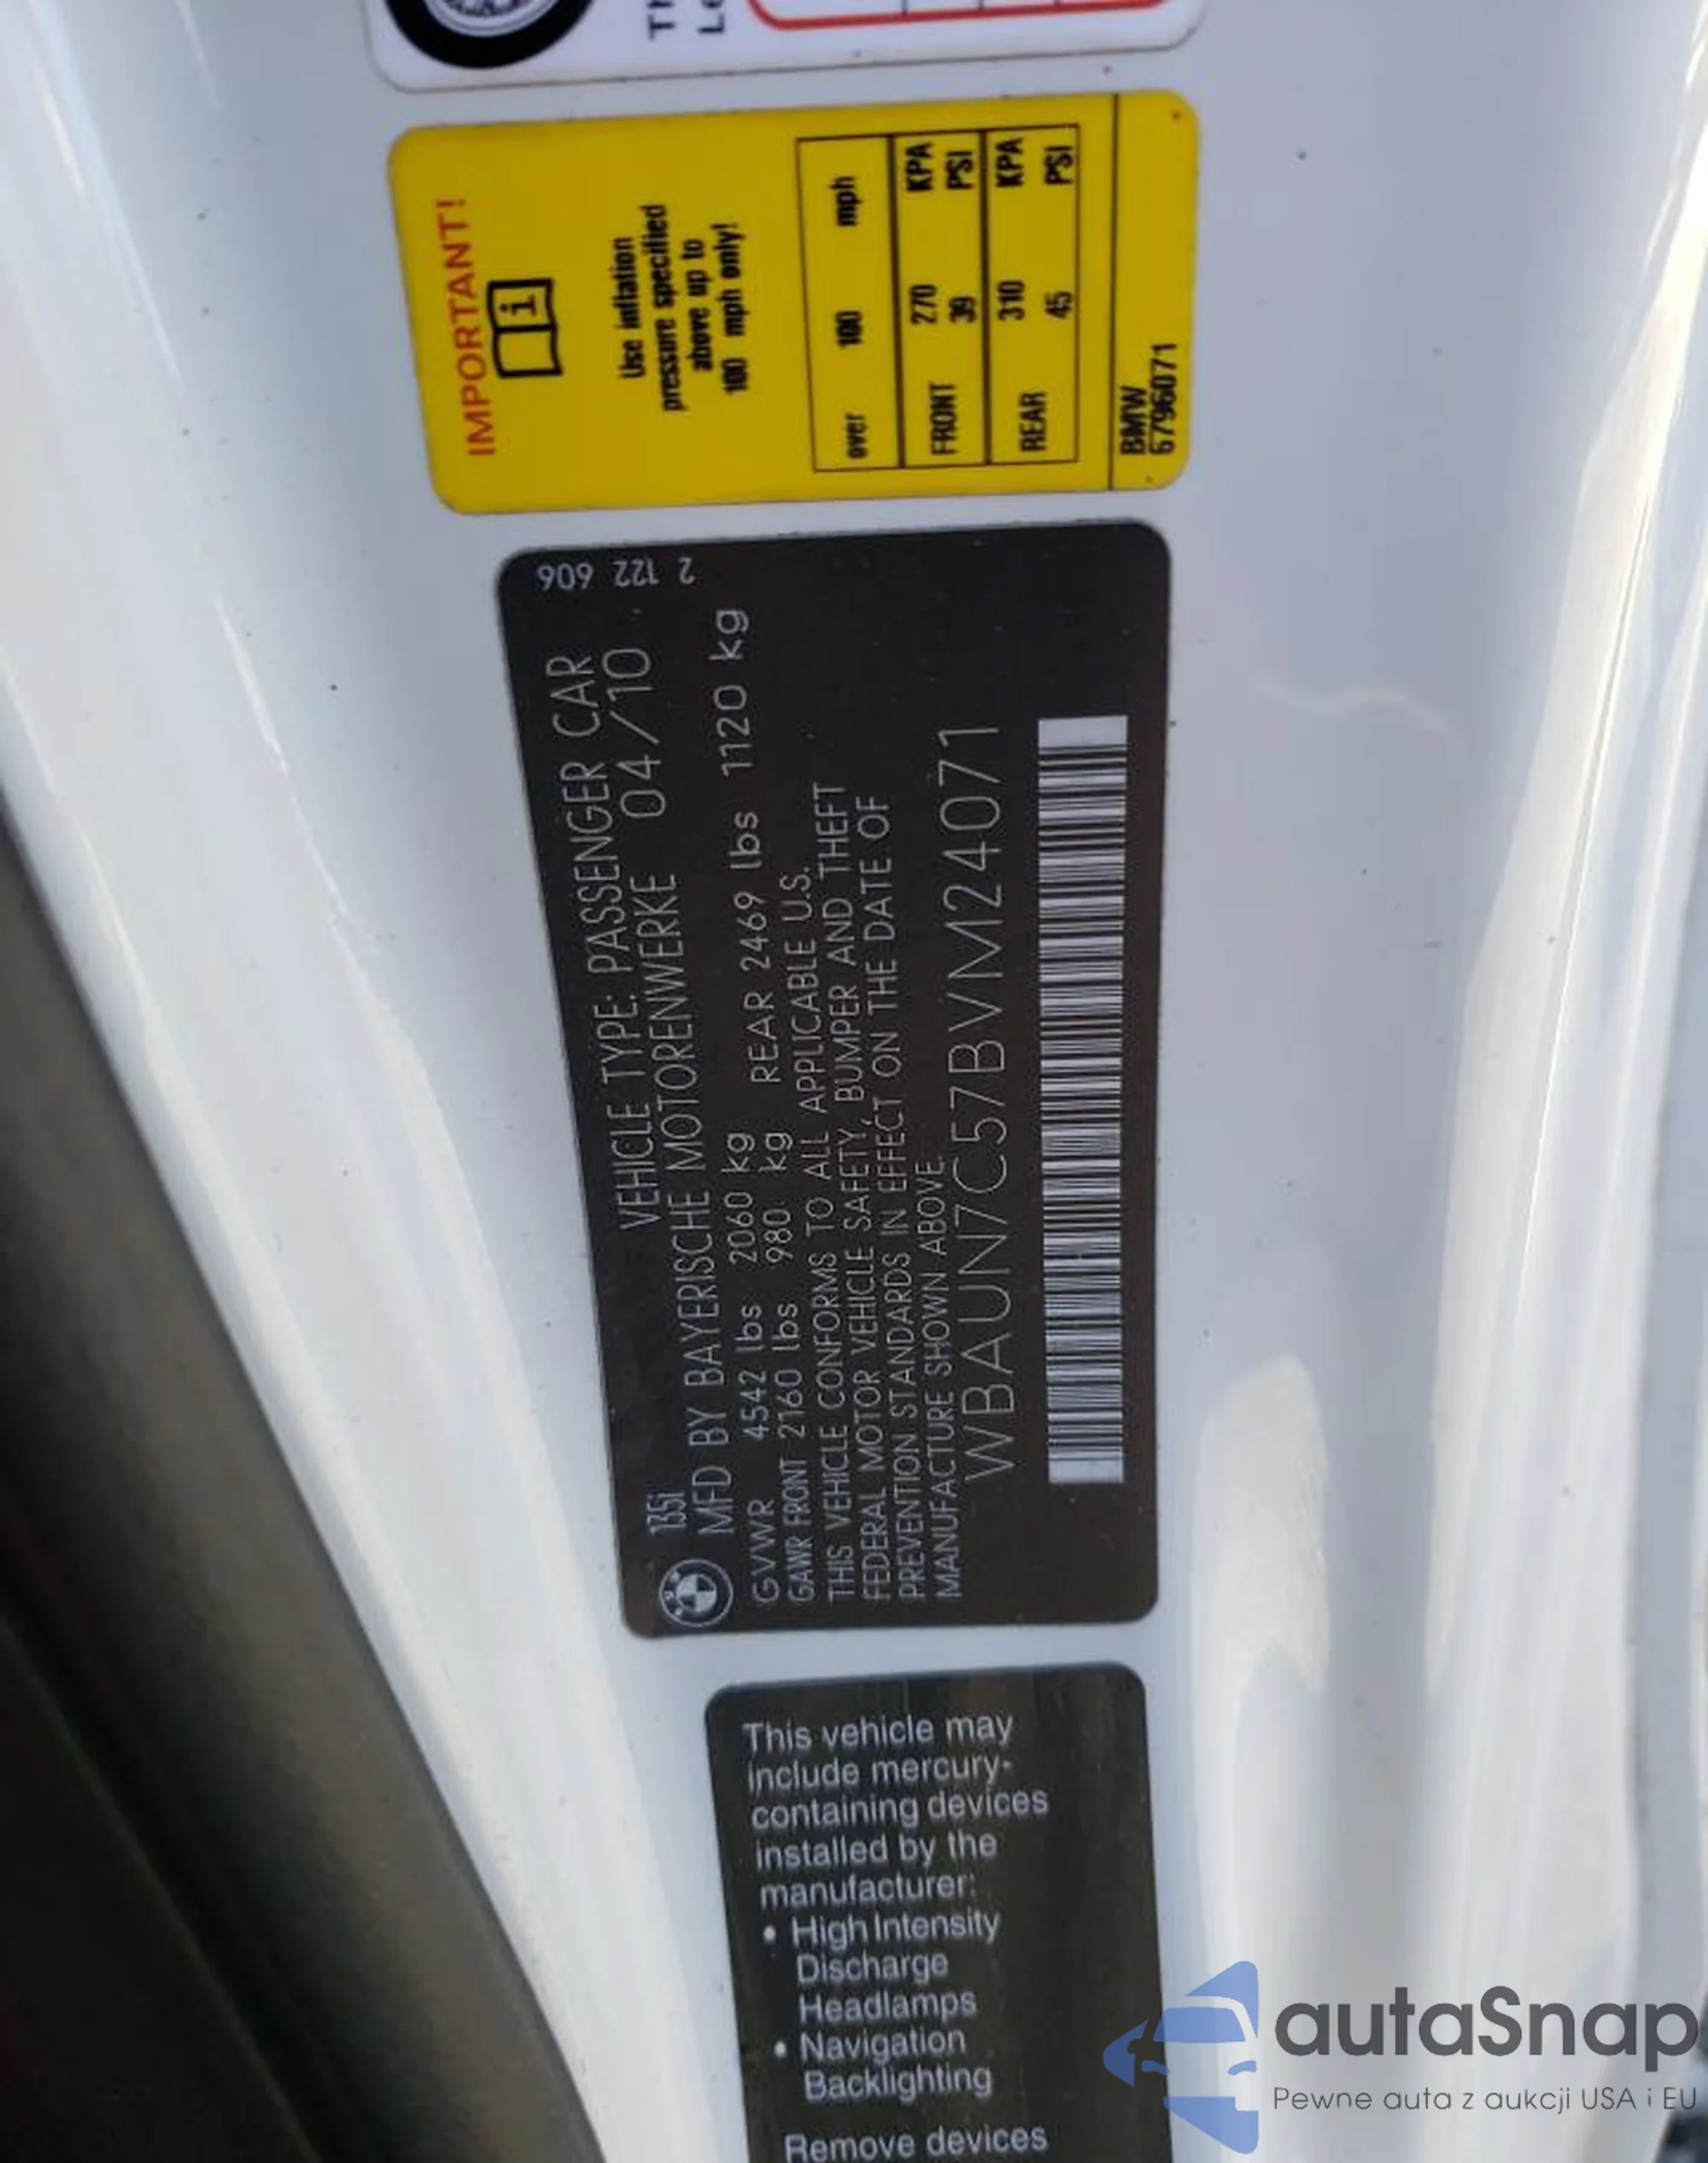 IMPORTANT!
i
Use inflation
pressure specified
above up to
100 mph only!
over 100 mph
FRONT 270 KPA
39 PSI
REAR 310 KPA
45 PSI
BMW
6796071
2 122 606
135i VEHICLE TYPE: PASSENGER CAR
MFD BY BAYERISCHE MOTORENWERKE 04/10
GVWR 4542 lbs 2060 kg
GAWR FRONT 2160 lbs 980 kg REAR 2469 lbs 1120 kg
THIS VEHICLE CONFORMS TO ALL APPLICABLE U.S.
FEDERAL MOTOR VEHICLE SAFETY, BUMPER AND THEFT
PREVENTION STANDARDS IN EFFECT ON THE DATE OF
MANUFACTURE SHOWN ABOVE.
WBAUN7C57BVM24071
This vehicle may
include mercury-
containing devices
installed by the
manufacturer:
• High Intensity
Discharge
Headlamps
• Navigation
Backlighting
Remove devices
autaSnap
Pewne auta z aukcji USA i EU